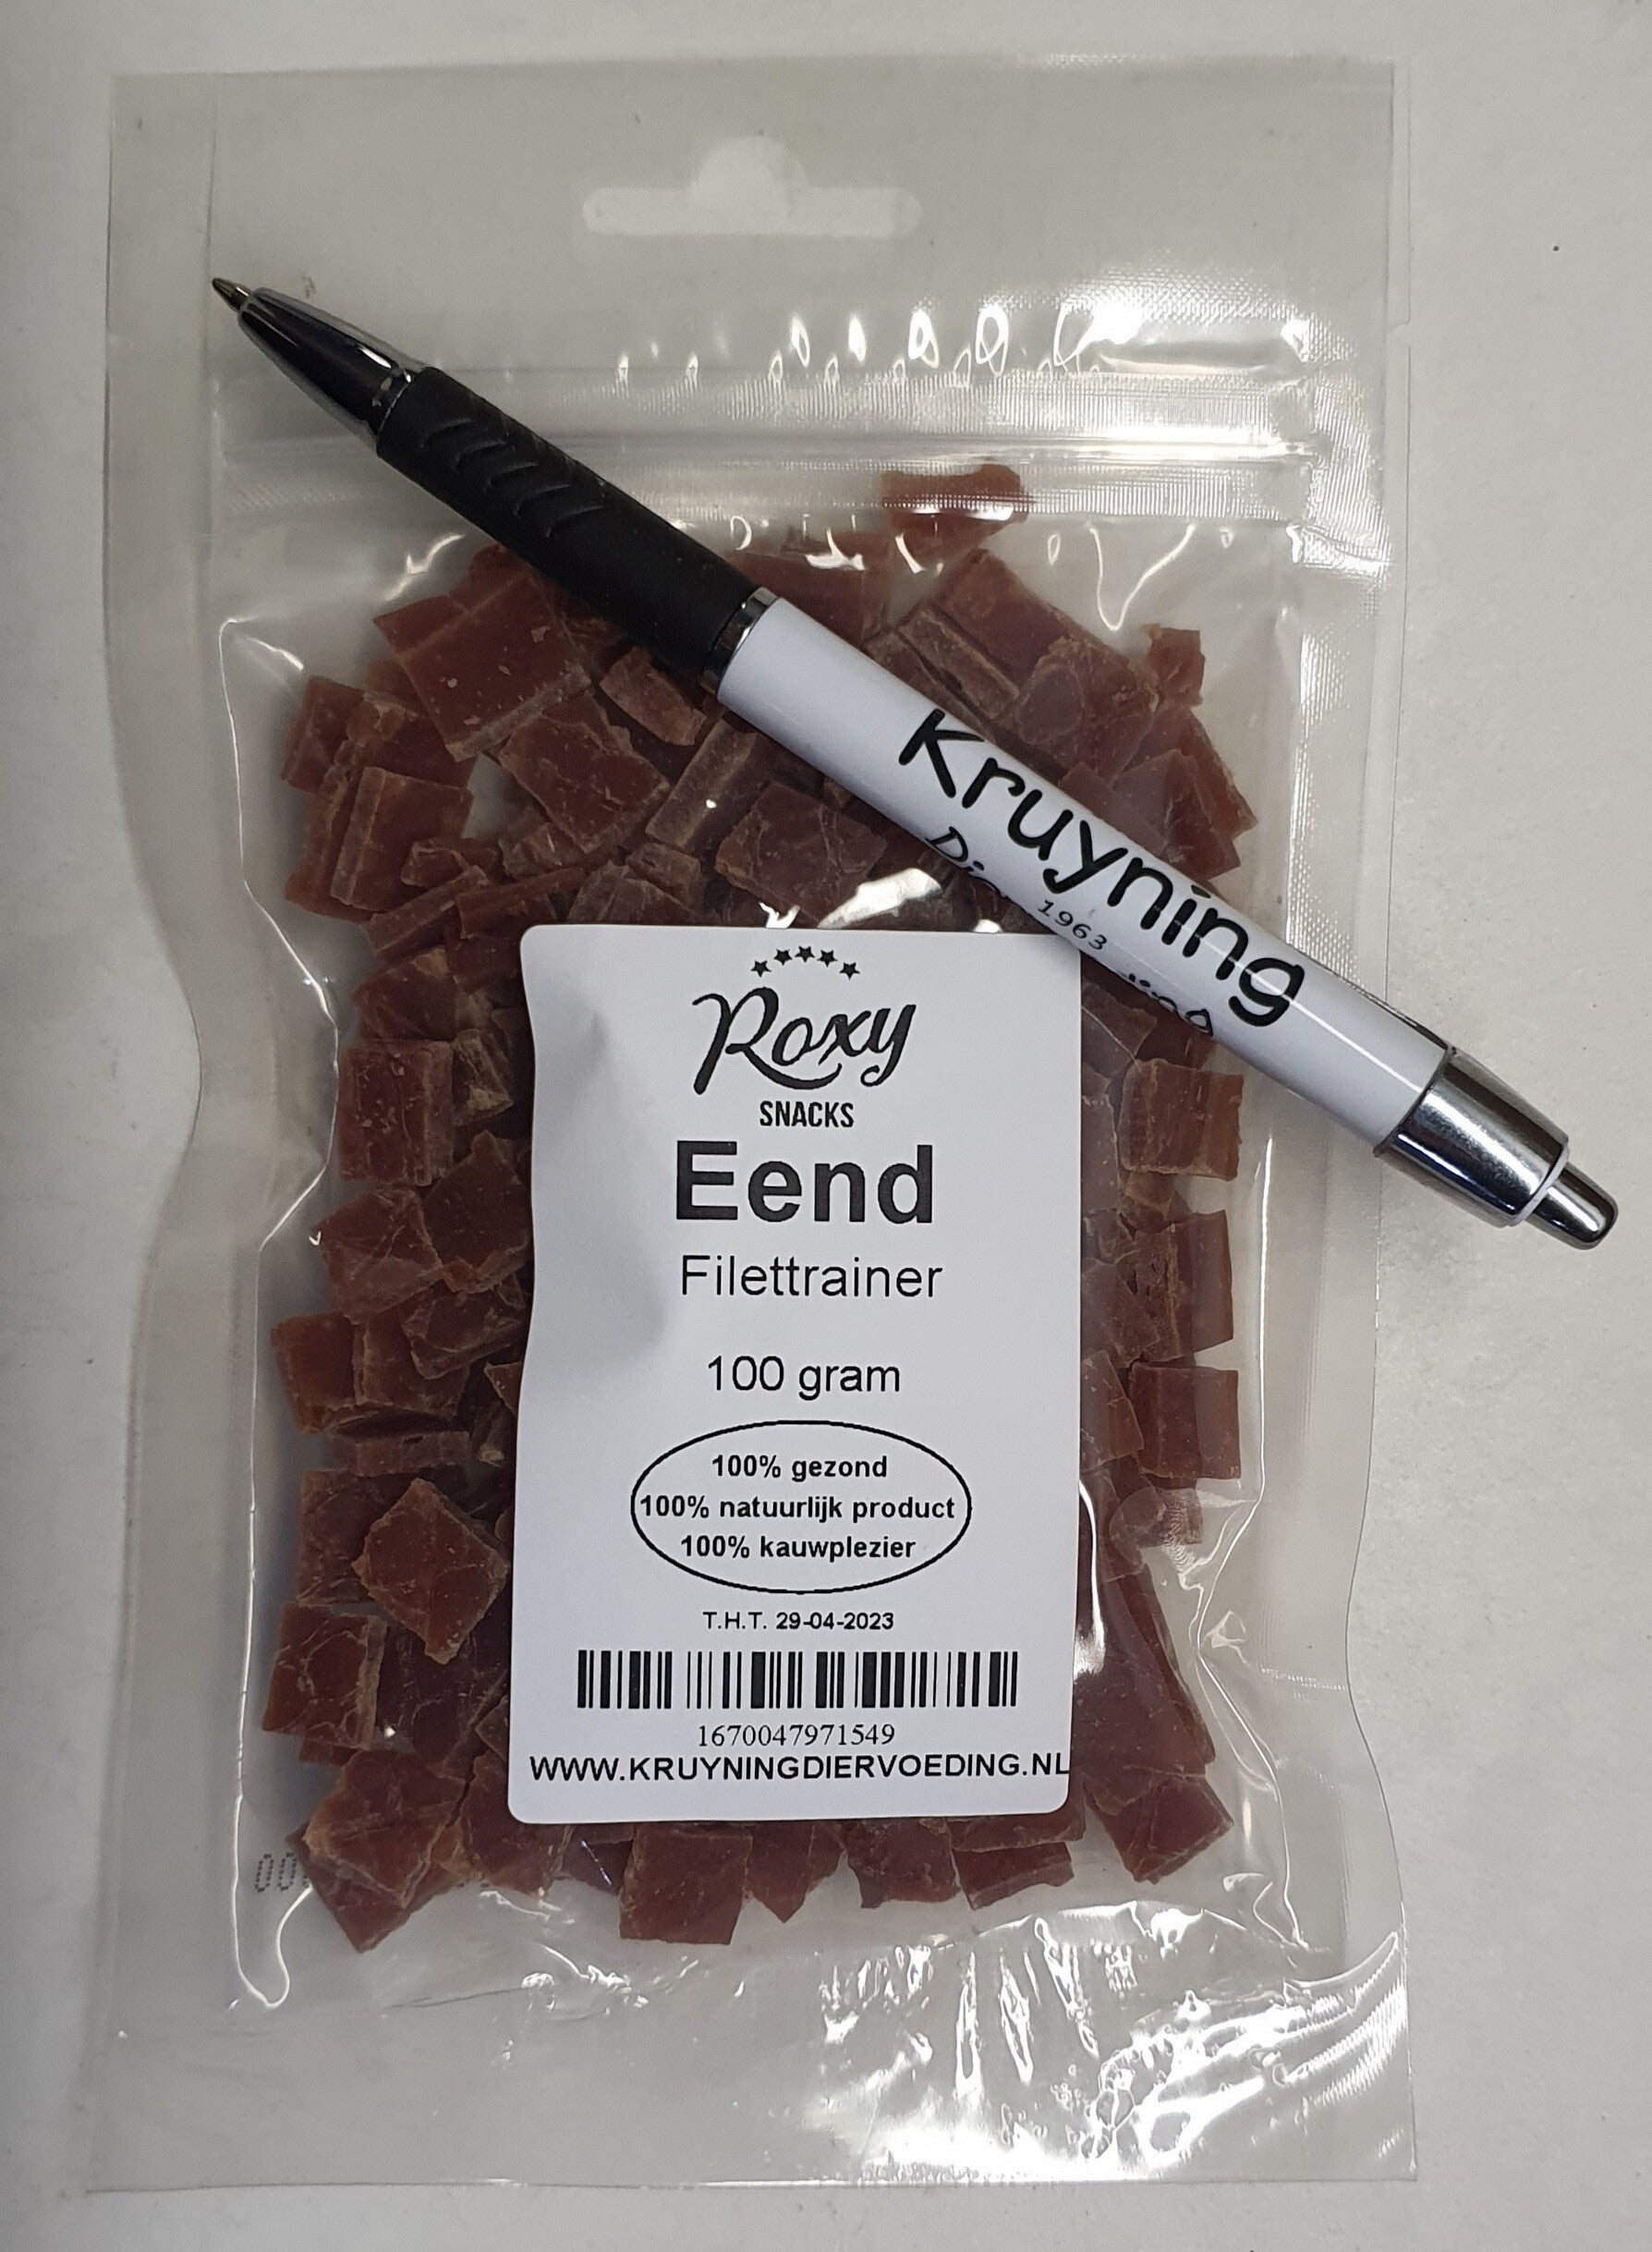 Kruyning
1963
Roxy
SNACKS
Eend
Filettrainer
100 gram
100% gezond
100% natuurlijk product
100% kauwplezier
T.H.T. 29-04-2023
1670047971549
WWW.KRUYNINGDIERVOEDING.NL